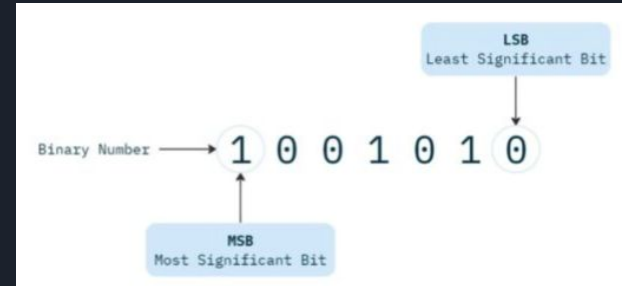 LSB
Least Significant Bit
Binary Number
1 0 0 1 0 1 0
MSB
Most Significant Bit